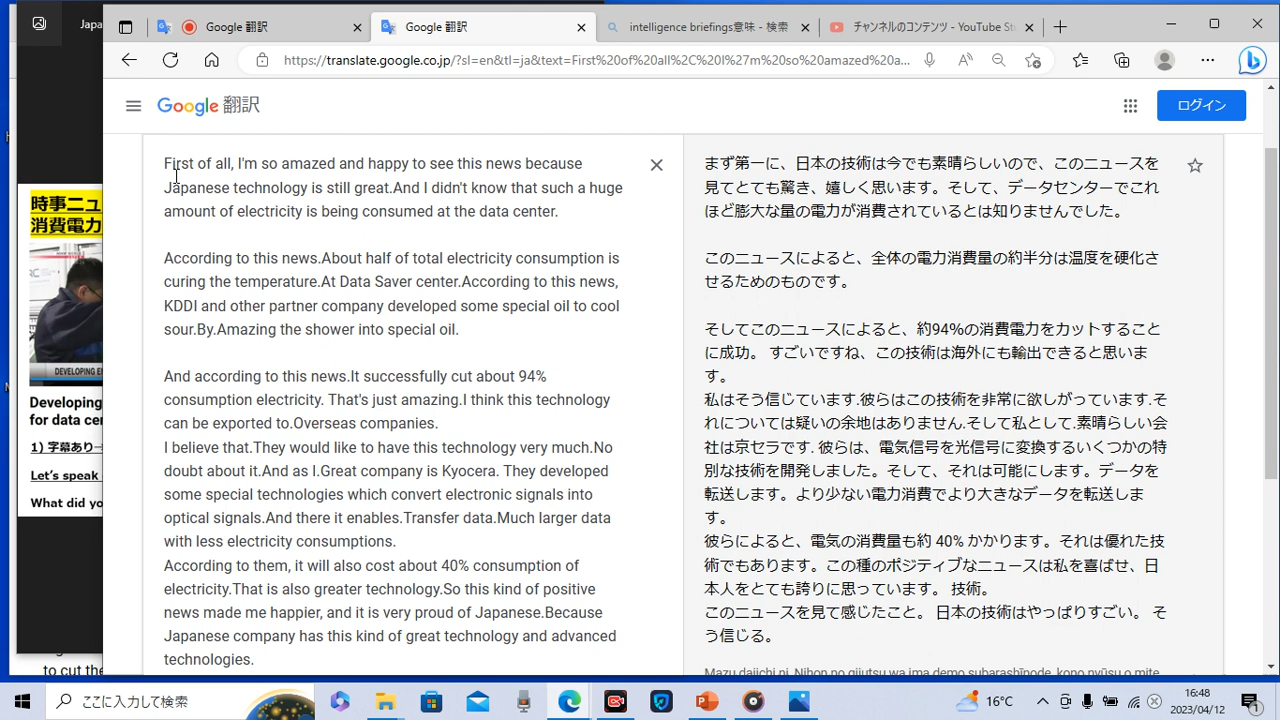 Japa
Google 翻訳
Google 翻訳
intelligence briefings意味 - 検索
チャンネルのコンテンツ - YouTube St
https://translate.google.co.jp/?sl=en&tl=ja&text=First%20of%20all%2C%20I%27m%20so%20amazed%20a...
Google 翻訳
ログイン
First of all, I'm so amazed and happy to see this news because
Japanese technology is still great.And I didn't know that such a huge
amount of electricity is being consumed at the data center.
According to this news.About half of total electricity consumption is
curing the temperature.At Data Saver center.According to this news,
KDDI and other partner company developed some special oil to cool
sour.By.Amazing the shower into special oil.
And according to this news.It successfully cut about 94%
consumption electricity. That's just amazing.I think this technology
can be exported to.Overseas companies.
I believe that.They would like to have this technology very much.No
doubt about it.And as I.Great company is Kyocera. They developed
some special technologies which convert electronic signals into
optical signals.And there it enables.Transfer data.Much larger data
with less electricity consumptions.
According to them, it will also cost about 40% consumption of
electricity.That is also greater technology.So this kind of positive
news made me happier, and it is very proud of Japanese.Because
Japanese company has this kind of great technology and advanced
technologies.
まず第一に、日本の技術は今でも素晴らしいので、このニュースを
見てとても驚き、嬉しく思います。そして、データセンターでこれ
ほど膨大な量の電力が消費されているとは知りませんでした。
このニュースによると、全体の電力消費量の約半分は温度を硬化さ
せるためのものです。
そしてこのニュースによると、約94%の消費電力をカットすること
に成功。 すごいですね、この技術は海外にも輸出できると思いま
す。
私はそう信じています.彼らはこの技術を非常に欲しがっています.そ
れについては疑いの余地はありません.そして私として.素晴らしい会
社は京セラです. 彼らは、電気信号を光信号に変換するいくつかの特
別な技術を開発しました。そして、それは可能にします。データを
転送します。より少ない電力消費でより大きなデータを転送しま
す。
彼らによると、電気の消費量も約 40% かかります。それは優れた技
術でもあります。この種のポジティブなニュースは私を喜ばせ、日
本人をとても誇りに思っています。 技術。
このニュースを見て感じたこと。 日本の技術はやっぱりすごい。 そ
う信じる。
Mazu daiichi ni, Nihon no gijutsu wa ima demo subarashīnode, kono nyūsu o mite
時事ニュ
消費電力
DEVELOPING E
Developing
for data cen
1) 字幕あり
Let's speak
What did yo
to cut the
ここに入力して検索
16°C
16:48
2023/04/12